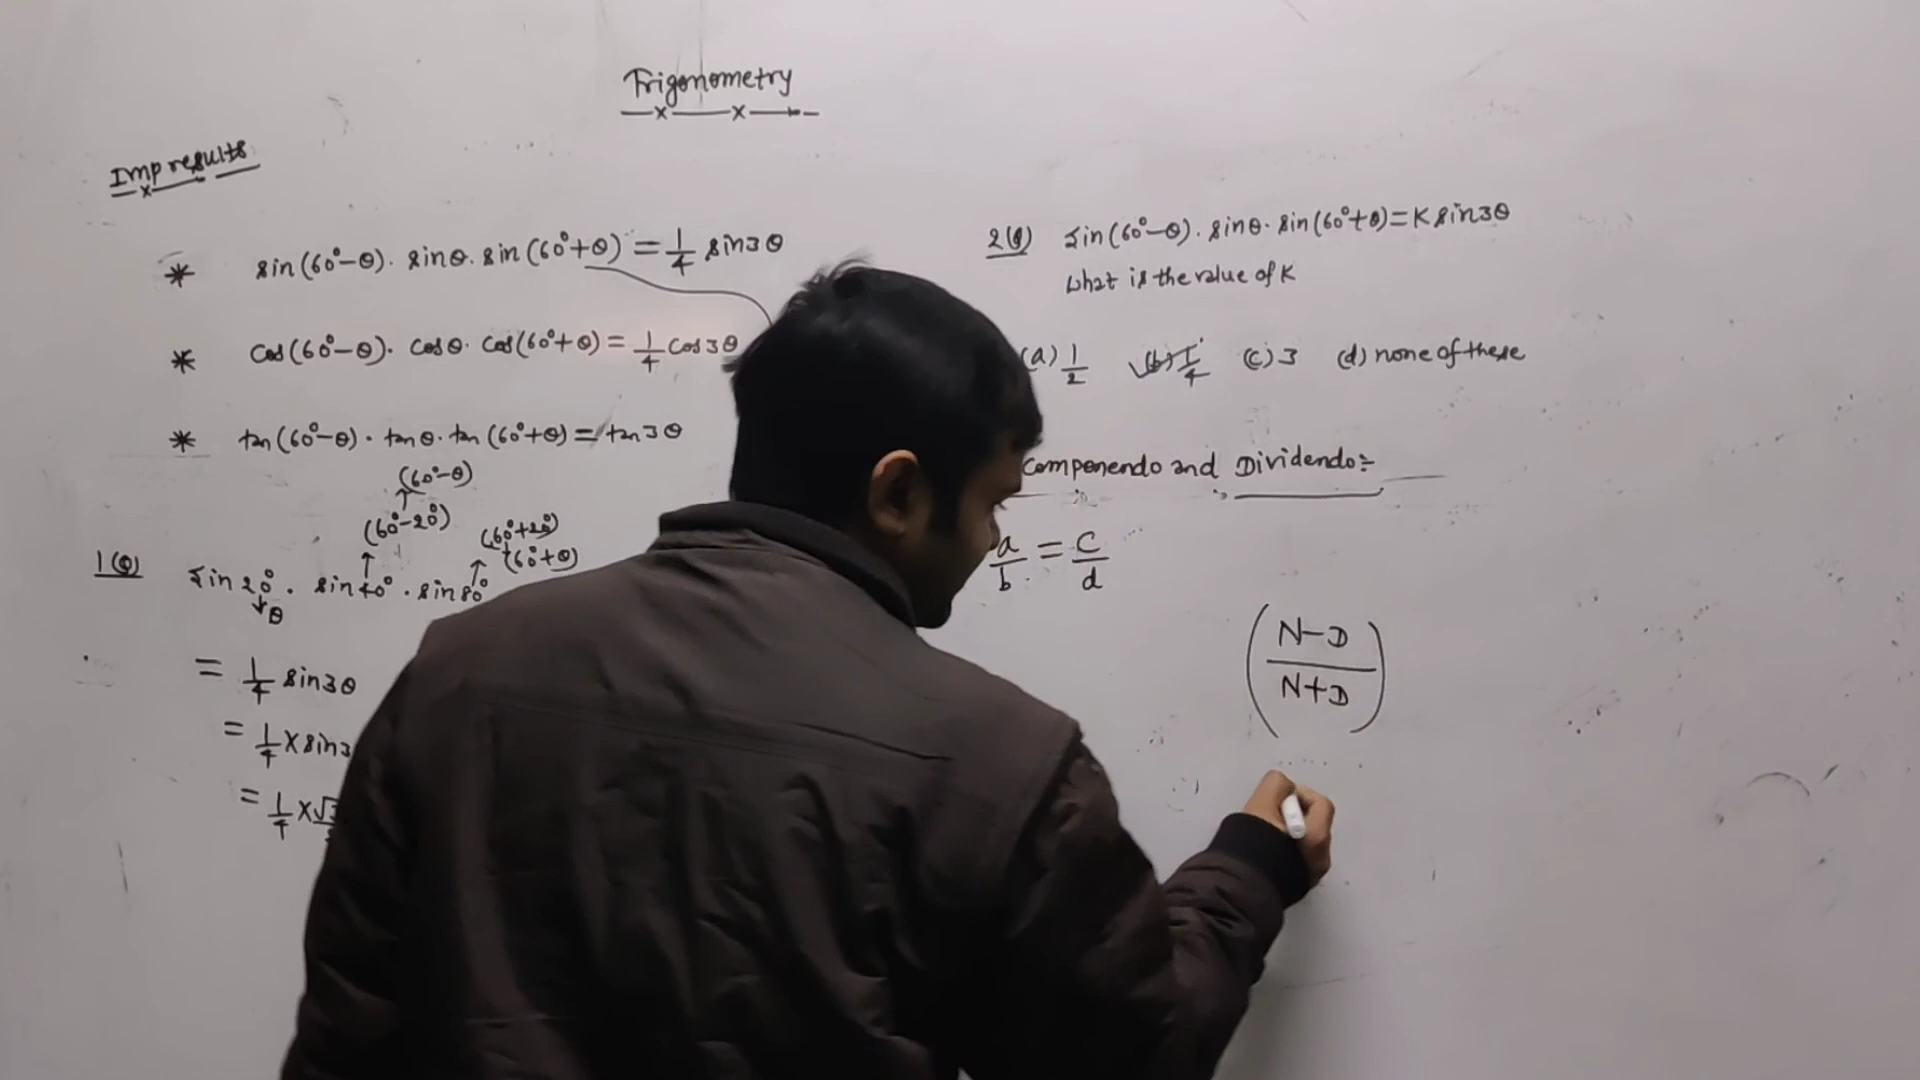 Trigonometry
Imp results
* sin(60°-θ). sinθ. sin(60°+θ) = 1/4 sin3θ
* cos(60°-θ). cosθ. cos(60°+θ) = 1/4 cos3θ
* tan(60°-θ). tanθ. tan(60°+θ) = tan3θ
(60°-θ)
(60°-20°) (60°+20°)
(60°+θ)
1(Q) sin20°. sin40°. sin80°
θ
= 1/4 sin3θ
= 1/4 × sin3
= 1/4 × √3
2(Q) sin(60°-θ). sinθ. sin(60°+θ) = K sin3θ
What is the value of K
(a) 1/2 (b) 1/4 (c) 3 (d) none of these
Componendo and Dividendo:-
a/b = c/d
(N-D/N+D)